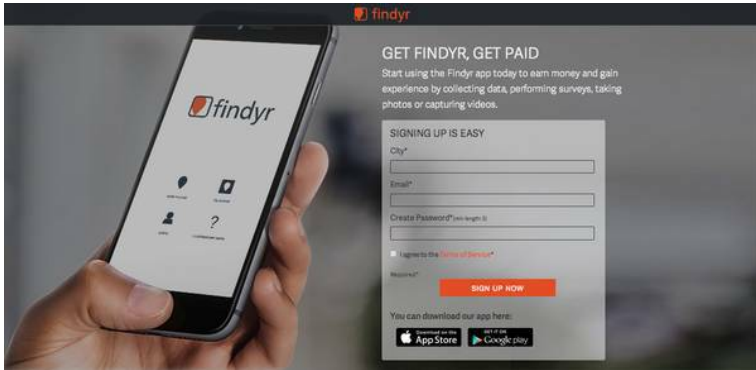 findyr
findyr
?
GET FINDYR, GET PAID
Start using the Findyr app today to earn money and gain
experience by collecting data, performing surveys, taking
photos or capturing videos.
SIGNING UP IS EASY
City*
Email*
Create Password*
I agree to the Terms of Service*
Required*
SIGN UP NOW
You can download our app here:
Download on the
App Store
GET IT ON
Google play